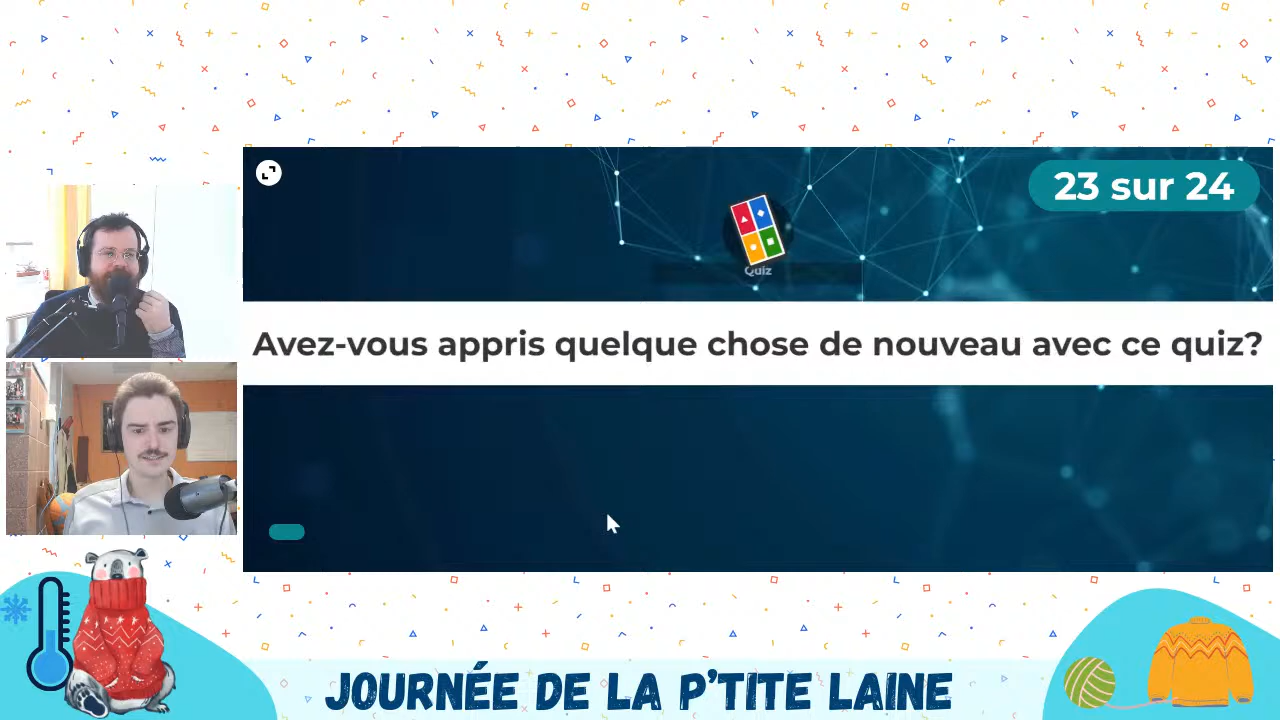 23 sur 24
Quiz
Avez-vous appris quelque chose de nouveau avec ce quiz?
JOURNÉE DE LA P'TITE LAINE